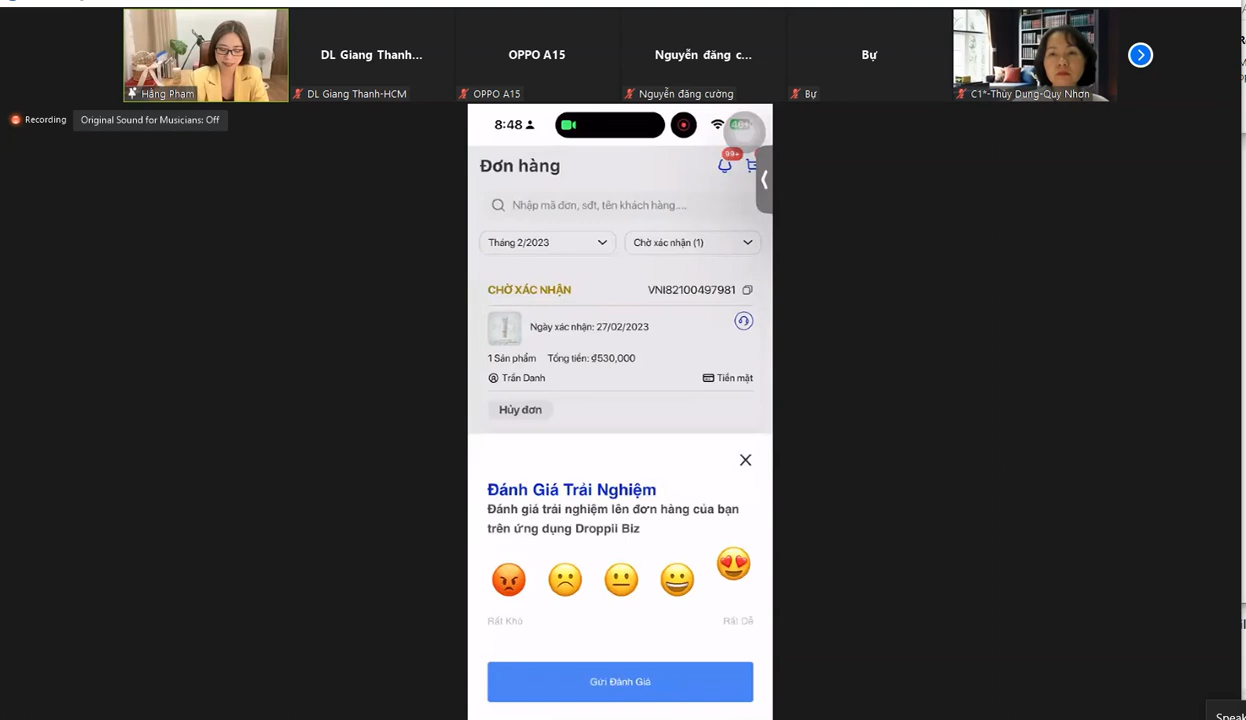 DL Giang Thanh...
OPPO A15
Nguyễn đăng c...
Bự
Hằng Phạm
DL Giang Thanh-HCM
OPPO A15
Nguyễn đăng cường
Bự
C1*-Thùy Dung-Quy Nhơn
Recording
Original Sound for Musicians: Off
8:48
Đơn hàng
99+
Nhập mã đơn, sđt, tên khách hàng....
Tháng 2/2023
Chờ xác nhận (1)
CHỜ XÁC NHẬN
VNI82100497981
Ngày xác nhận: 27/02/2023
1 Sản phẩm Tổng tiền: ₫530,000
Trần Danh
Tiền mặt
Hủy đơn
Đánh Giá Trải Nghiệm
Đánh giá trải nghiệm lên đơn hàng của bạn
trên ứng dụng Droppii Biz
Rất Khó
Rất Dễ
Gửi Đánh Giá